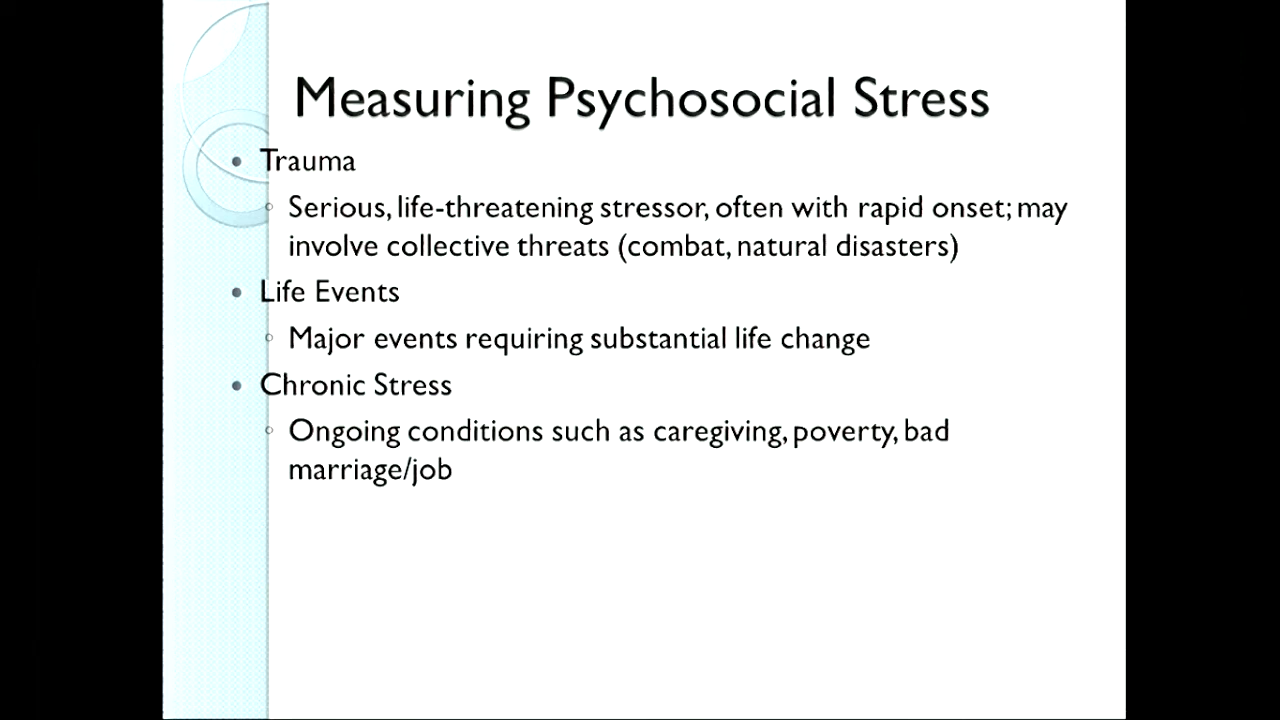 Measuring Psychosocial Stress
• Trauma
◦ Serious, life-threatening stressor, often with rapid onset; may
involve collective threats (combat, natural disasters)
• Life Events
◦ Major events requiring substantial life change
• Chronic Stress
◦ Ongoing conditions such as caregiving, poverty, bad
marriage/job